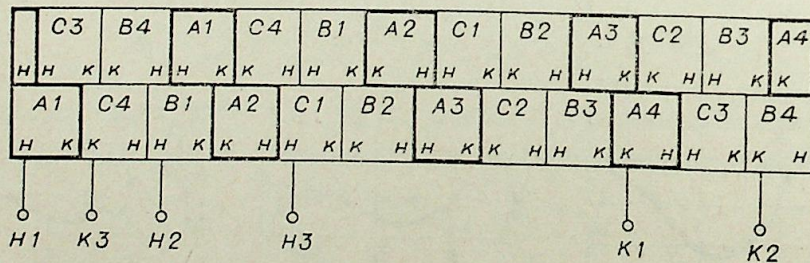 C3 B4 A1 C4 B1 A2 C1 B2 A3 C2 B3 A4
Н Н К К Н Н К К Н Н К К Н Н К К Н Н К К Н Н К К
A1 C4 B1 A2 C1 B2 A3 C2 B3 A4 C3 B4
Н К К Н Н К К Н Н К К Н Н К К Н Н К К Н Н К К Н
Н1 К3 Н2 Н3 К1 К2